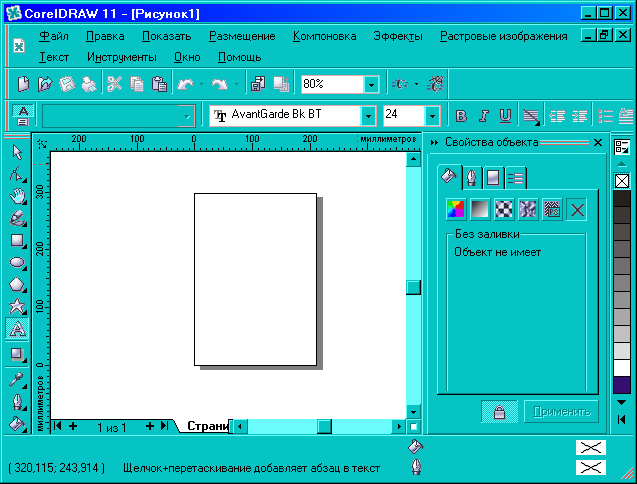 CorelDRAW 11 - [Рисунок1]
Файл Правка Показать Размещение Компоновка Эффекты Растровые изображения
Текст Инструменты Окно Помощь
80%
AvantGarde Bk BT 24 B I U
200 100 0 100 200 миллиметров
Свойства объекта
300
200
100
0
миллиметров
Без заливки
Объект не имеет
1 из 1 Страни
Применить
( 320,115; 243,914 ) Щелчок+перетаскивание добавляет абзац в текст